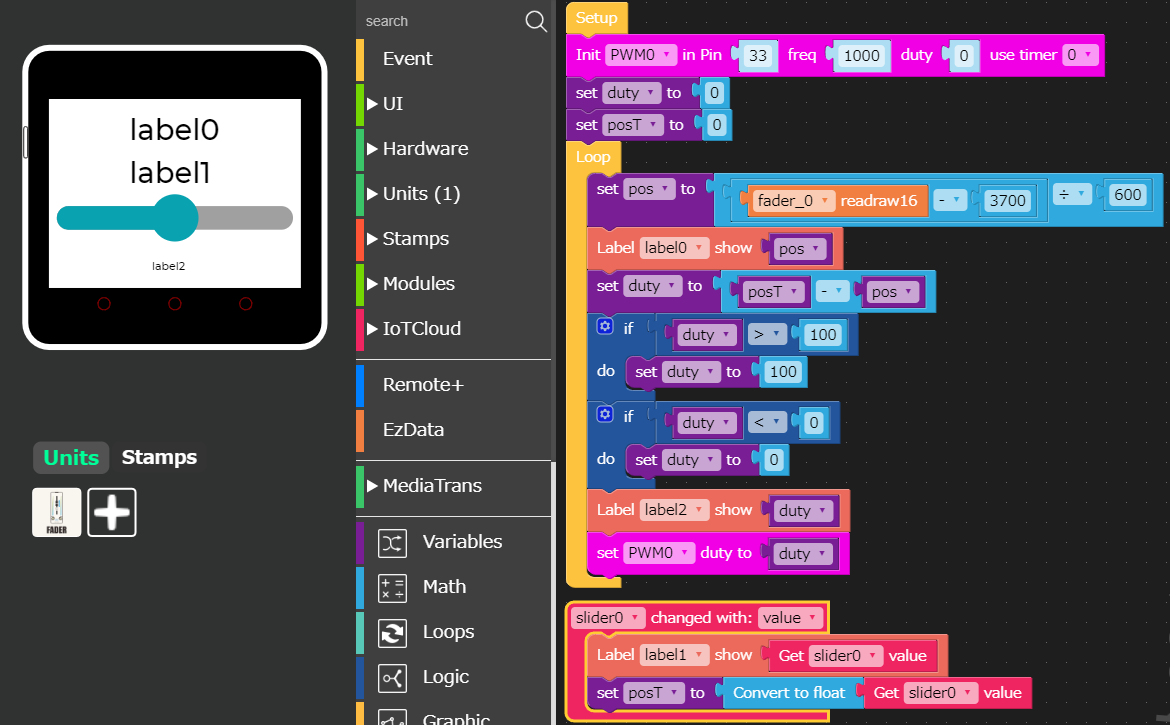 label0
label1
label2
Units Stamps
FADER
search
Event
UI
Hardware
Units (1)
Stamps
Modules
IoTCloud
Remote+
EzData
MediaTrans
Variables
Math
Loops
Logic
Graphic
Setup
Init PWM0 in Pin 33 freq 1000 duty 0 use timer 0
set duty to 0
set posT to 0
Loop
set pos to fader_0 readraw16 - 3700 ÷ 600
Label label0 show pos
set duty to posT - pos
if duty > 100
do set duty to 100
if duty < 0
do set duty to 0
Label label2 show duty
set PWM0 duty to duty
slider0 changed with: value
Label label1 show Get slider0 value
set posT to Convert to float Get slider0 value